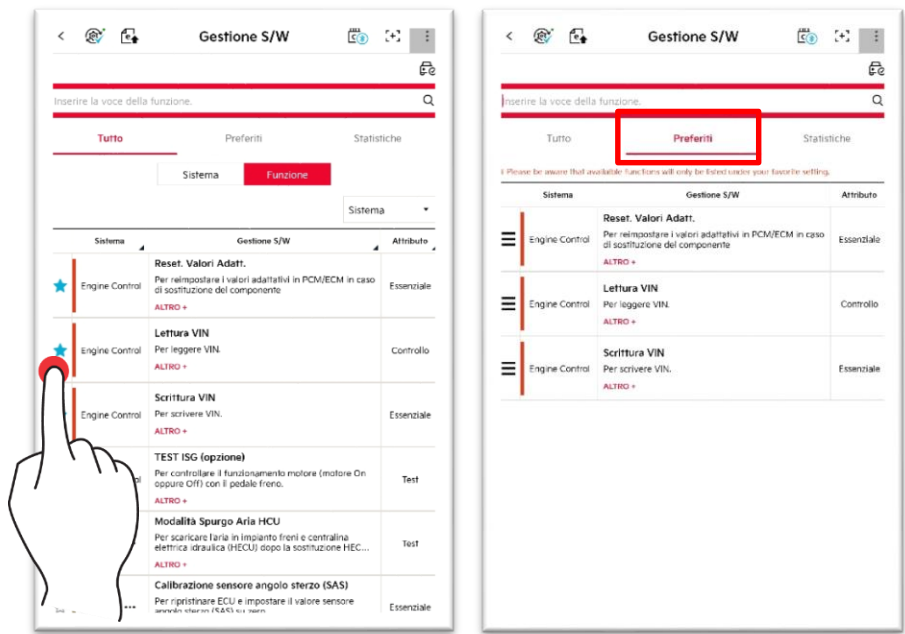 Gestione S/W
Inserire la voce della funzione.
Tutto Preferiti Statistiche
Sistema Funzione
Sistema
Sistema Gestione S/W Attributo
Reset. Valori Adatt.
Engine Control Per reimpostare i valori adattativi in PCM/ECM in caso
di sostituzione del componente Essenziale
ALTRO +
Lettura VIN
Engine Control Per leggere VIN. Controllo
ALTRO +
Scrittura VIN
Engine Control Per scrivere VIN. Essenziale
ALTRO +
TEST ISG (opzione)
Per controllare il funzionamento motore (motore On
oppure Off) con il pedale freno. Test
ALTRO +
Modalità Spurgo Aria HCU
Per scaricare l'aria in impianto freni e centralina
elettrica idraulica (HECU) dopo la sostituzione HEC... Test
ALTRO +
Calibrazione sensore angolo sterzo (SAS)
Per ripristinare ECU e impostare il valore sensore
angolo sterzo (SAS) su zero Essenziale
Gestione S/W
Inserire la voce della funzione.
Tutto Preferiti Statistiche
Please be aware that available functions will only be listed under your favorite setting.
Sistema Gestione S/W Attributo
Reset. Valori Adatt.
Engine Control Per reimpostare i valori adattativi in PCM/ECM in caso
di sostituzione del componente Essenziale
ALTRO +
Lettura VIN
Engine Control Per leggere VIN. Controllo
ALTRO +
Scrittura VIN
Engine Control Per scrivere VIN. Essenziale
ALTRO +